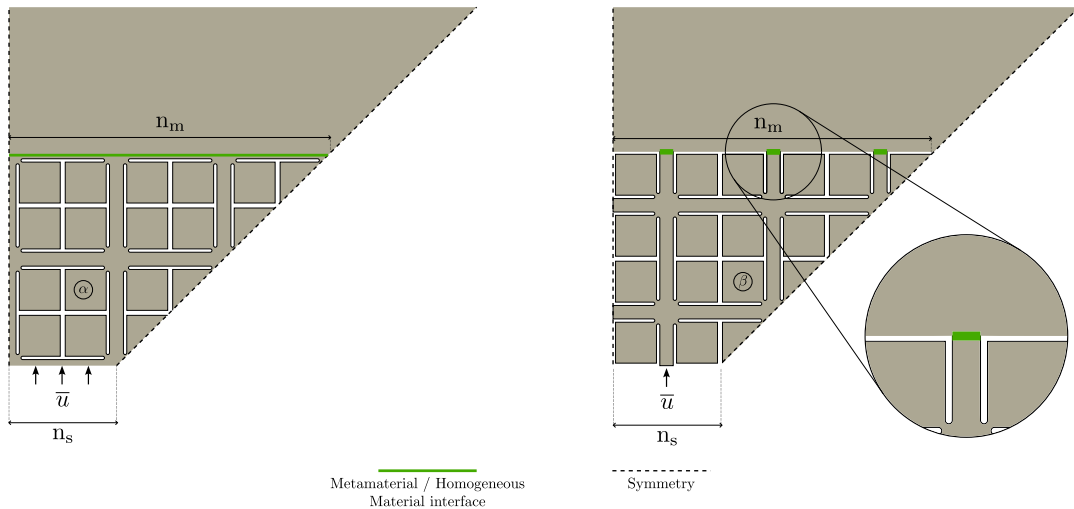 n_m
α
u̅
n_s
n_m
β
u̅
n_s
Metamaterial / Homogeneous
Material interface
Symmetry